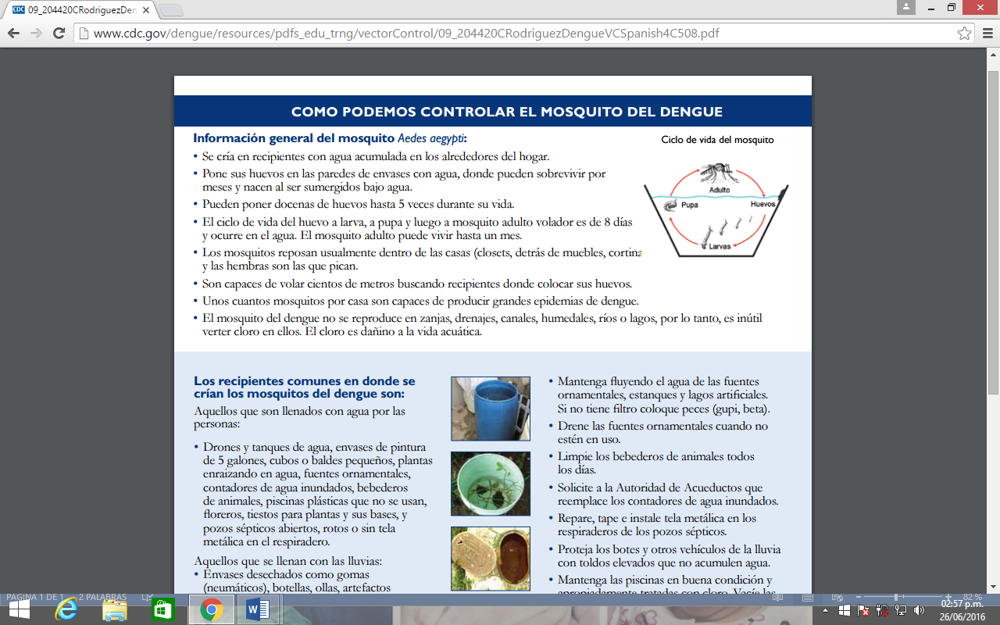 09_204420CRodriguezDen
www.cdc.gov/dengue/resources/pdfs_edu_trng/vectorControl/09_204420CRodriguezDengueVCSpanish4C508.pdf
COMO PODEMOS CONTROLAR EL MOSQUITO DEL DENGUE
Información general del mosquito Aedes aegypti:
• Se cría en recipientes con agua acumulada en los alrededores del hogar.
• Pone sus huevos en las paredes de envases con agua, donde pueden sobrevivir por
meses y nacen al ser sumergidos bajo agua.
• Pueden poner docenas de huevos hasta 5 veces durante su vida.
• El ciclo de vida del huevo a larva, a pupa y luego a mosquito adulto volador es de 8 días
y ocurre en el agua. El mosquito adulto puede vivir hasta un mes.
• Los mosquitos reposan usualmente dentro de las casas (closets, detrás de muebles, cortina
y las hembras son las que pican.
• Son capaces de volar cientos de metros buscando recipientes donde colocar sus huevos.
• Unos cuantos mosquitos por casa son capaces de producir grandes epidemias de dengue.
• El mosquito del dengue no se reproduce en zanjas, drenajes, canales, humedales, ríos o lagos, por lo tanto, es inútil
verter cloro en ellos. El cloro es dañino a la vida acuática.
Ciclo de vida del mosquito
Adulto
Pupa
Huevos
Larvas
Los recipientes comunes en donde se
crían los mosquitos del dengue son:
Aquellos que son llenados con agua por las
personas:
• Drones y tanques de agua, envases de pintura
de 5 galones, cubos o baldes pequeños, plantas
enraizando en agua, fuentes ornamentales,
contadores de agua inundados, bebederos
de animales, piscinas plásticas que no se usan,
floreros, tiestos para plantas y sus bases, y
pozos sépticos abiertos, rotos o sin tela
metálica en el respiradero.
Aquellos que se llenan con las lluvias:
• Envases desechados como gomas
(neumáticos), botellas, ollas, artefactos
• Mantenga fluyendo el agua de las fuentes
ornamentales, estanques y lagos artificiales.
Si no tiene filtro coloque peces (gupi, beta).
• Drene las fuentes ornamentales cuando no
estén en uso.
• Limpie los bebederos de animales todos
los días.
• Solicite a la Autoridad de Acueductos que
reemplace los contadores de agua inundados.
• Repare, tape e instale tela metálica en los
respiraderos de los pozos sépticos.
• Proteja los botes y otros vehículos de la lluvia
con toldos elevados que no acumulen agua.
• Mantenga las piscinas en buena condición y
apropiadamente tratadas con cloro. Vacíe las
PÁGINA 1 DE 1 2 PALABRAS
82 %
02:57 p.m.
26/06/2016